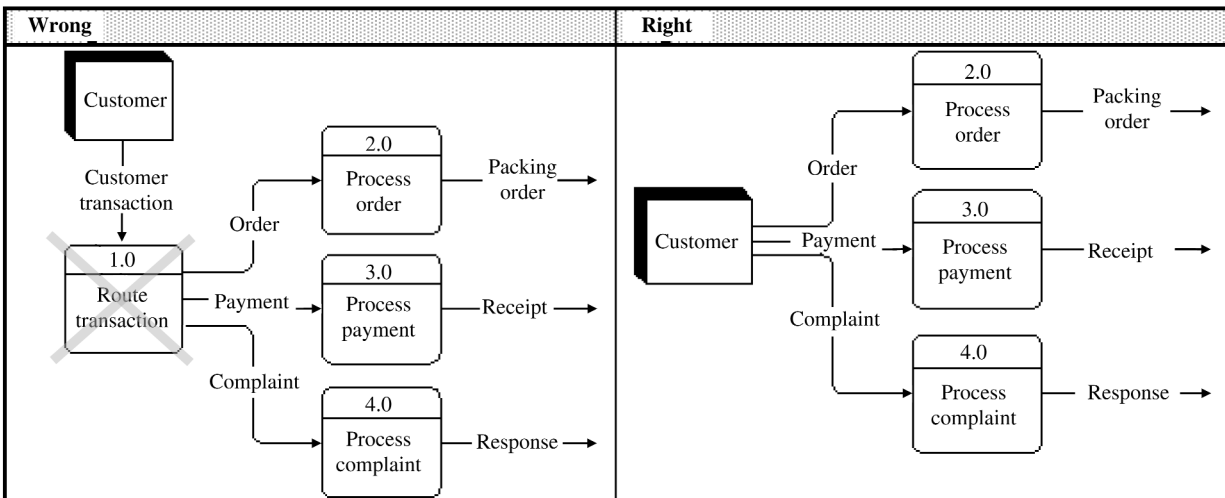 Wrong
Customer
Customer
transaction
1.0
Route
transaction
Order
Payment
Complaint
2.0
Process
order
Packing
order
3.0
Process
payment
Receipt
4.0
Process
complaint
Response
Right
Customer
Order
Payment
Complaint
2.0
Process
order
Packing
order
3.0
Process
payment
Receipt
4.0
Process
complaint
Response